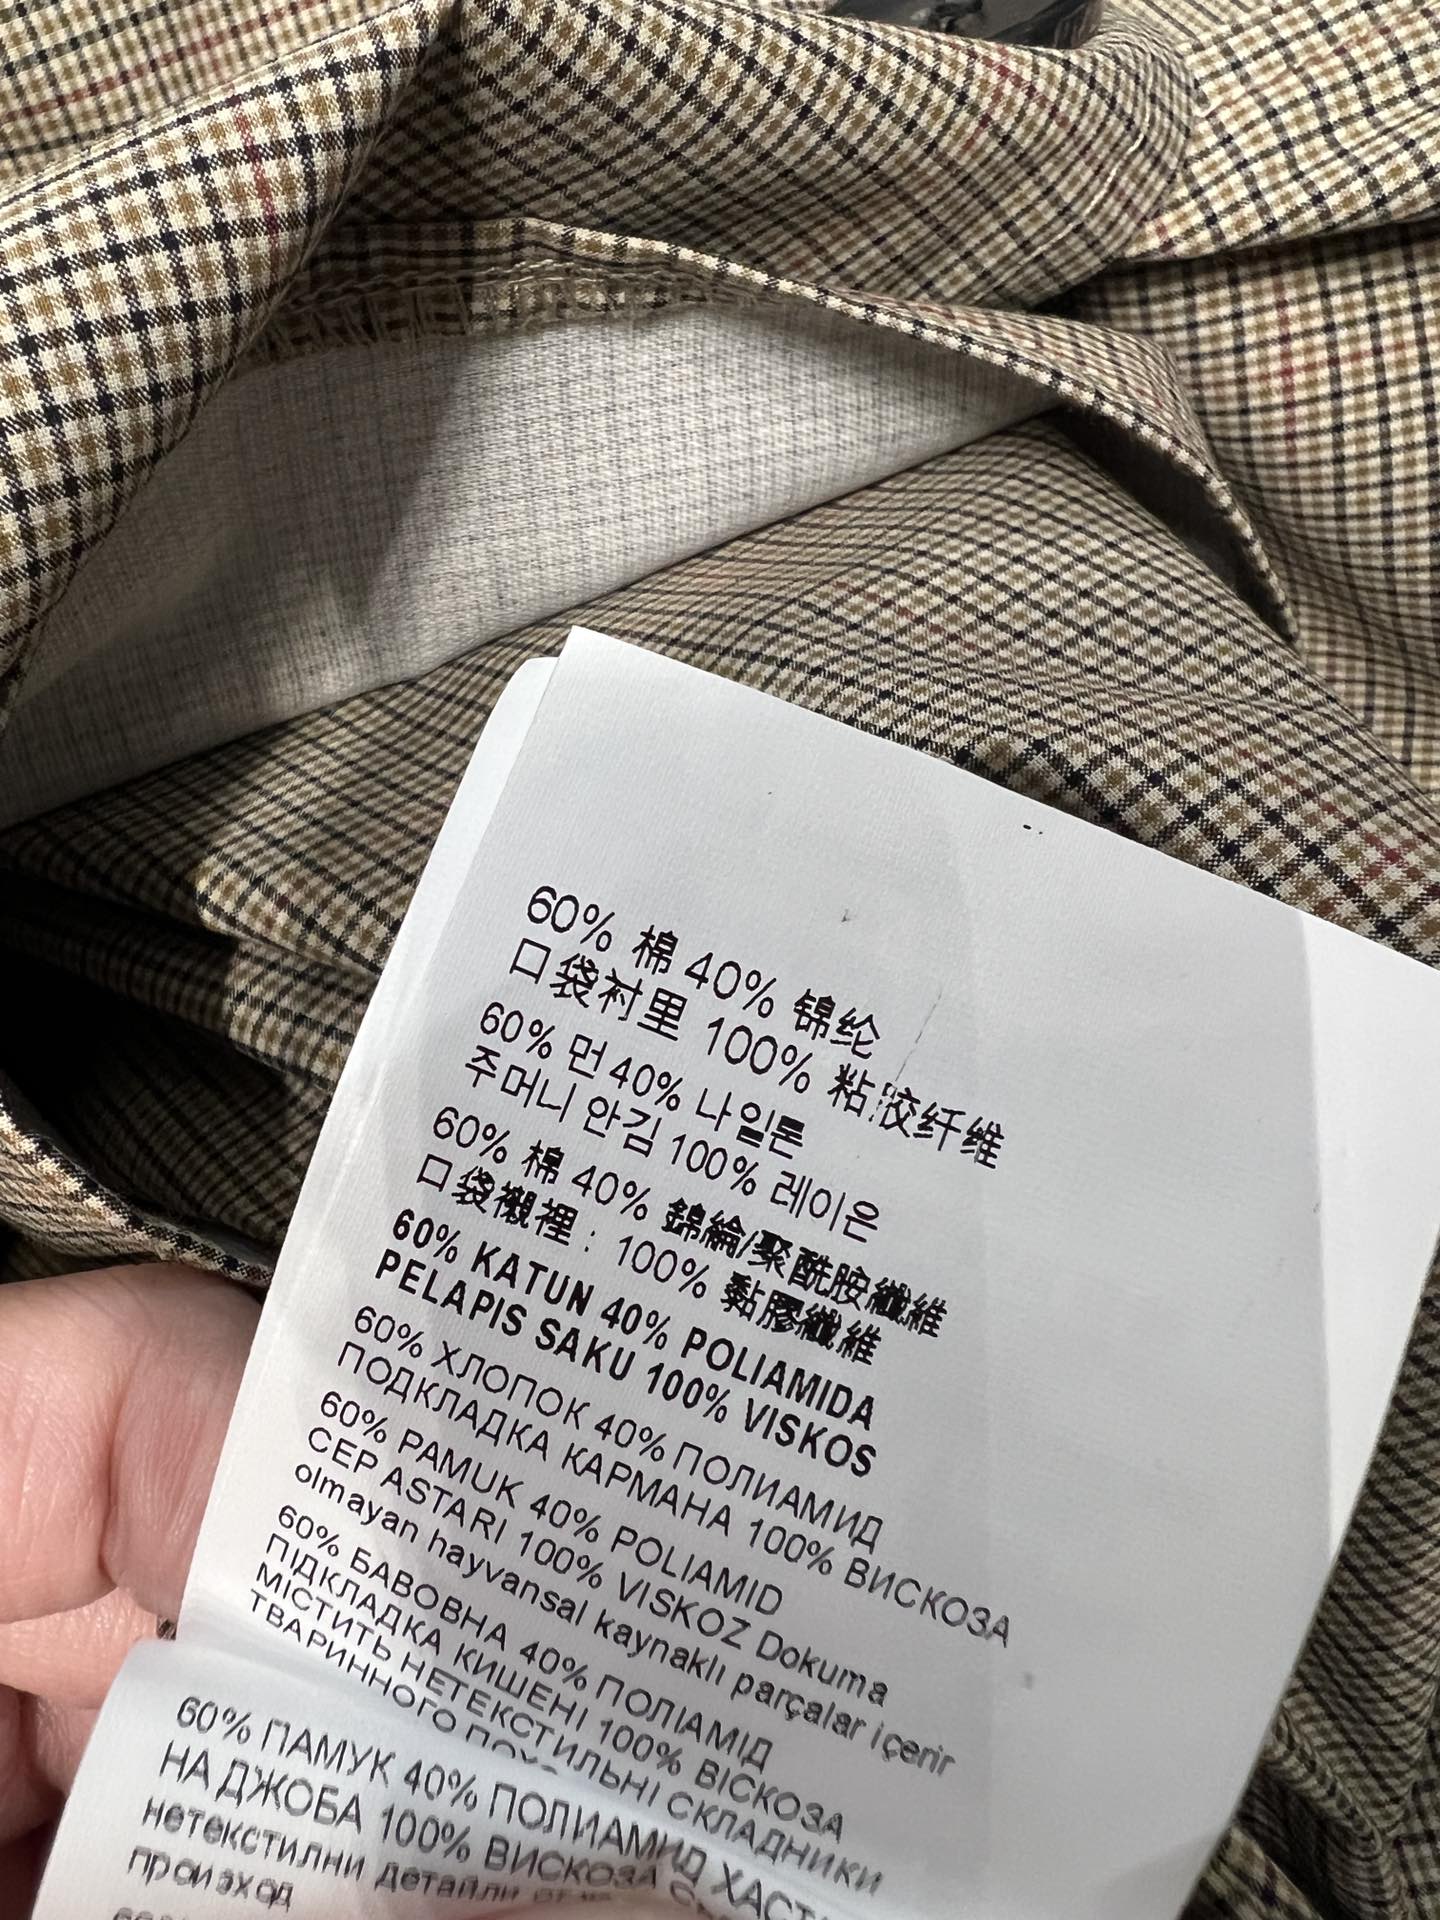 60% 棉 40% 锦纶
口袋衬里 100% 粘胶纤维
60% 면 40% 나일론
주머니 안김 100% 레이온
60% 棉 40% 錦綸/聚酰胺纖維
口袋襯裡 : 100% 黏膠纖維
60% KATUN 40% POLIAMIDA
PELAPIS SAKU 100% VISKOS
60% ХЛОПОК 40% ПОЛИАМИД
ПОДКЛАДКА КАРМАНА 100% ВИСКОЗА
60% PAMUK 40% POLIAMID
CEP ASTARI 100% VISKOZ Dokuma
olmayan hayvansal kaynaklı parçalar içerir
60% БАВОВНА 40% ПОЛІАМІД
ПІДКЛАДКА КИШЕНІ 100% ВІСКОЗА
МІСТИТЬ НЕТЕКСТИЛЬНІ СКЛАДНИКИ
ТВАРИННОГО
60% ПАМУК 40% ПОЛИАМИД
НА ДЖОБА 100% ВИСКОЗА
нетекстилни детайли от
произход